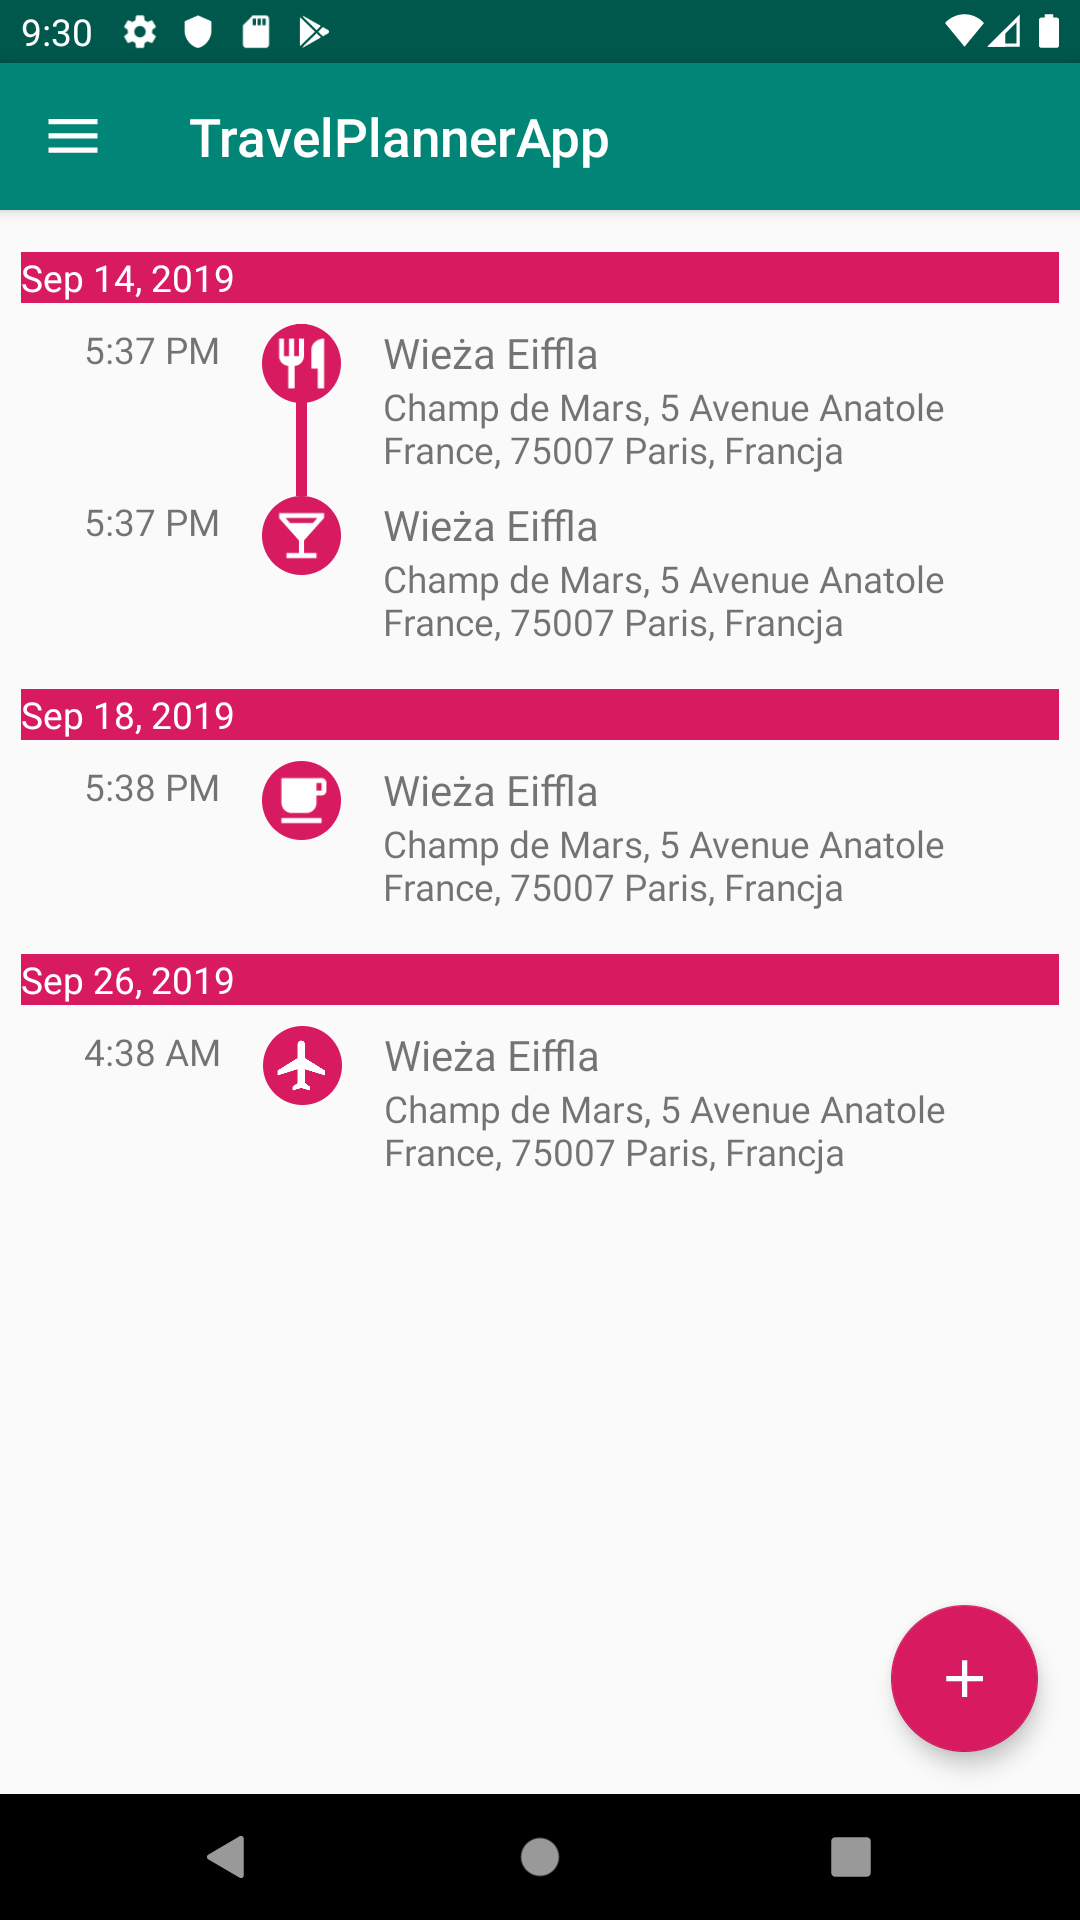 9:30
TravelPlannerApp
Sep 14, 2019
5:37 PM
Wieża Eiffla
Champ de Mars, 5 Avenue Anatole
France, 75007 Paris, Francja
5:37 PM
Wieża Eiffla
Champ de Mars, 5 Avenue Anatole
France, 75007 Paris, Francja
Sep 18, 2019
5:38 PM
Wieża Eiffla
Champ de Mars, 5 Avenue Anatole
France, 75007 Paris, Francja
Sep 26, 2019
4:38 AM
Wieża Eiffla
Champ de Mars, 5 Avenue Anatole
France, 75007 Paris, Francja